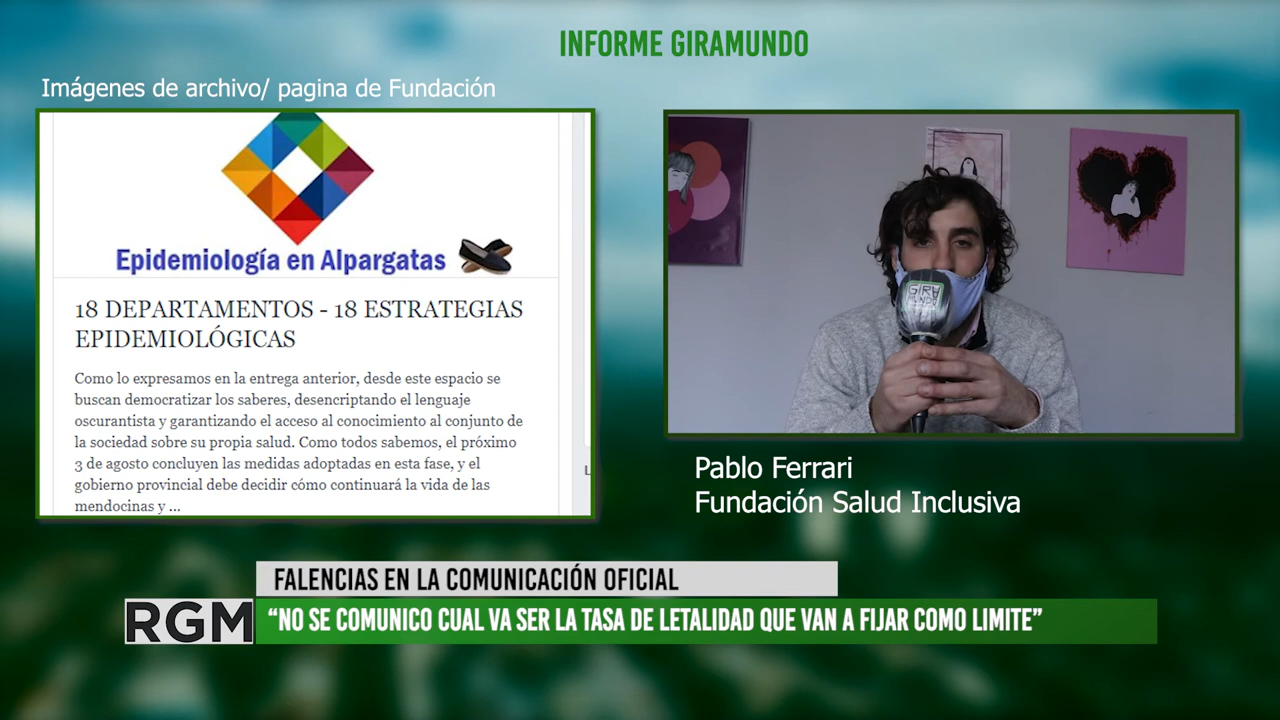 INFORME GIRAMUNDO
Imágenes de archivo/ pagina de Fundación
Epidemiología en Alpargatas
18 DEPARTAMENTOS - 18 ESTRATEGIAS
EPIDEMIOLÓGICAS
Como lo expresamos en la entrega anterior, desde este espacio se
buscan democratizar los saberes, desencriptando el lenguaje
oscurantista y garantizando el acceso al conocimiento al conjunto de
la sociedad sobre su propia salud. Como todos sabemos, el próximo
3 de agosto concluyen las medidas adoptadas en esta fase, y el
gobierno provincial debe decidir cómo continuará la vida de las
mendocinas y ...
L
GIRA
MUNDO
Pablo Ferrari
Fundación Salud Inclusiva
FALENCIAS EN LA COMUNICACIÓN OFICIAL
RGM
“NO SE COMUNICO CUAL VA SER LA TASA DE LETALIDAD QUE VAN A FIJAR COMO LIMITE”